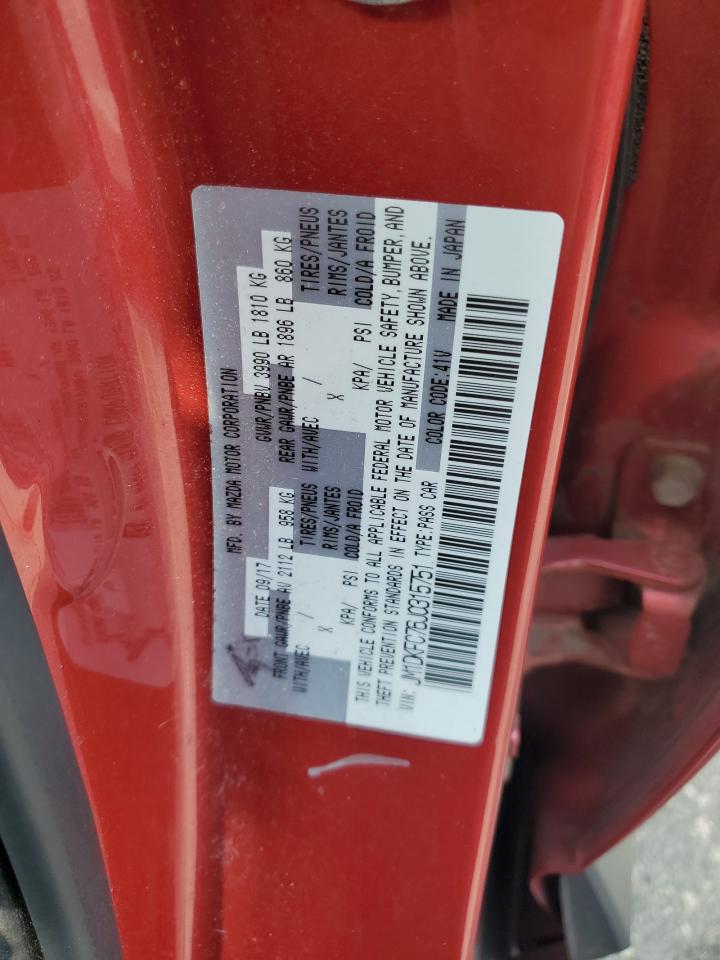 MFD. BY MAZDA MOTOR CORPORATION
DATE 09/17 GVWR/PNBV 3990 LB 1810 KG
FRONT GAWR/PNBE AV 2112 LB 958 KG REAR GAWR/PNBE AR 1896 LB 860 KG
WITH/AVEC TIRES/PNEUS WITH/AVEC / TIRES/PNEUS
X RIMS/JANTES X RIMS/JANTES
KPA/ PSI COLD/A FROID KPA/ PSI COLD/A FROID
THIS VEHICLE CONFORMS TO ALL APPLICABLE FEDERAL MOTOR VEHICLE SAFETY, BUMPER, AND
THEFT PREVENTION STANDARDS IN EFFECT ON THE DATE OF MANUFACTURE SHOWN ABOVE.
VIN: JM1DKFC76J0315751 TYPE:PASS CAR COLOR CODE:41V MADE IN JAPAN